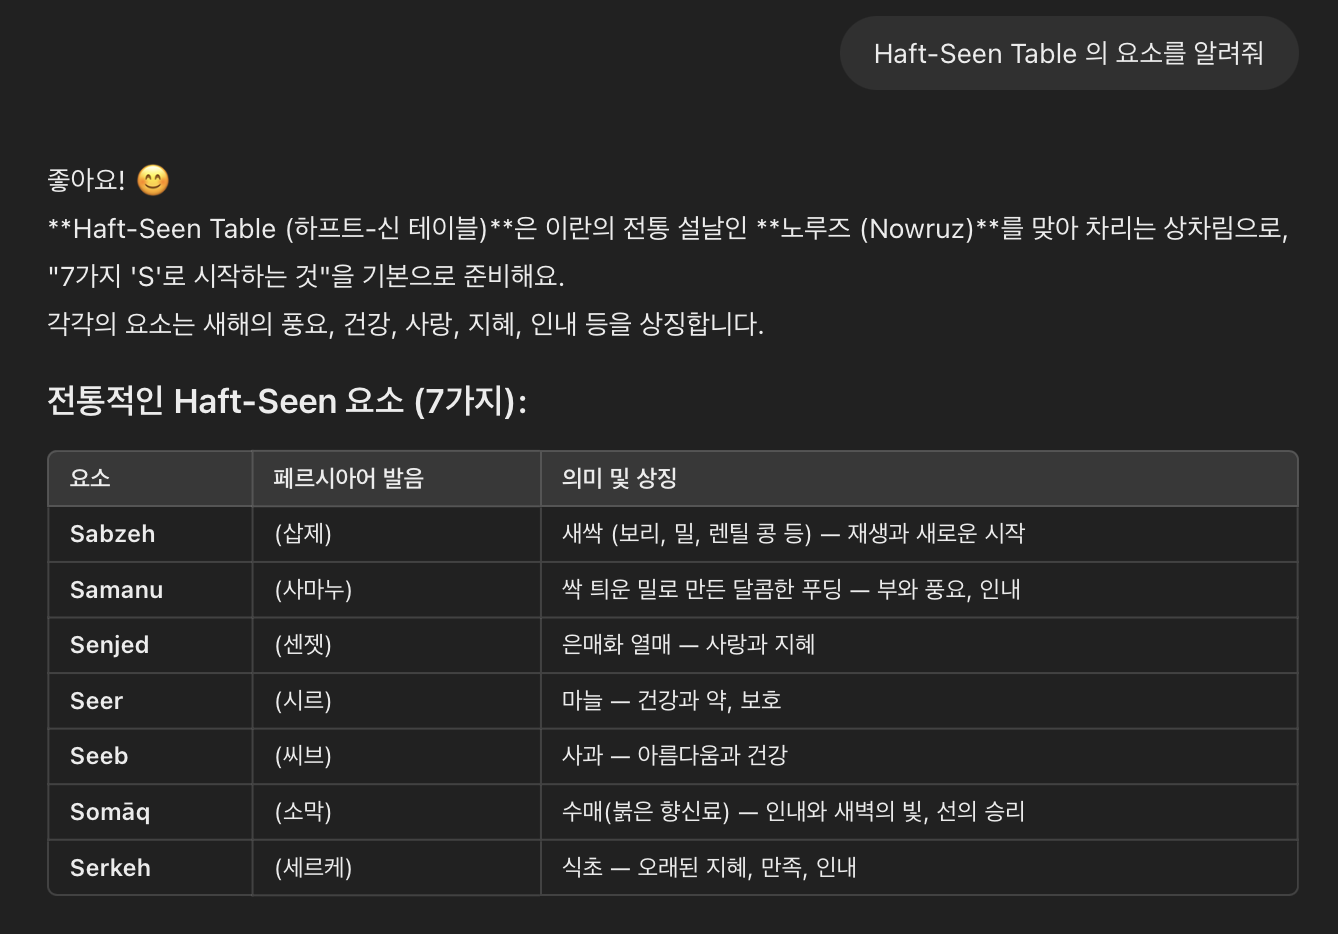 Haft-Seen Table 의 요소를 알려줘
좋아요! 😊
**Haft-Seen Table (하프트-신 테이블)**은 이란의 전통 설날인 **노루즈 (Nowruz)**를 맞아 차리는 상차림으로,
"7가지 'S'로 시작하는 것"을 기본으로 준비해요.
각각의 요소는 새해의 풍요, 건강, 사랑, 지혜, 인내 등을 상징합니다.
전통적인 Haft-Seen 요소 (7가지):
요소 페르시아어 발음 의미 및 상징
Sabzeh (삽제) 새싹 (보리, 밀, 렌틸 콩 등) — 재생과 새로운 시작
Samanu (사마누) 싹 틔운 밀로 만든 달콤한 푸딩 — 부와 풍요, 인내
Senjed (센젯) 은매화 열매 — 사랑과 지혜
Seer (시르) 마늘 — 건강과 약, 보호
Seeb (씨브) 사과 — 아름다움과 건강
Somāq (소막) 수매(붉은 향신료) — 인내와 새벽의 빛, 선의 승리
Serkeh (세르케) 식초 — 오래된 지혜, 만족, 인내